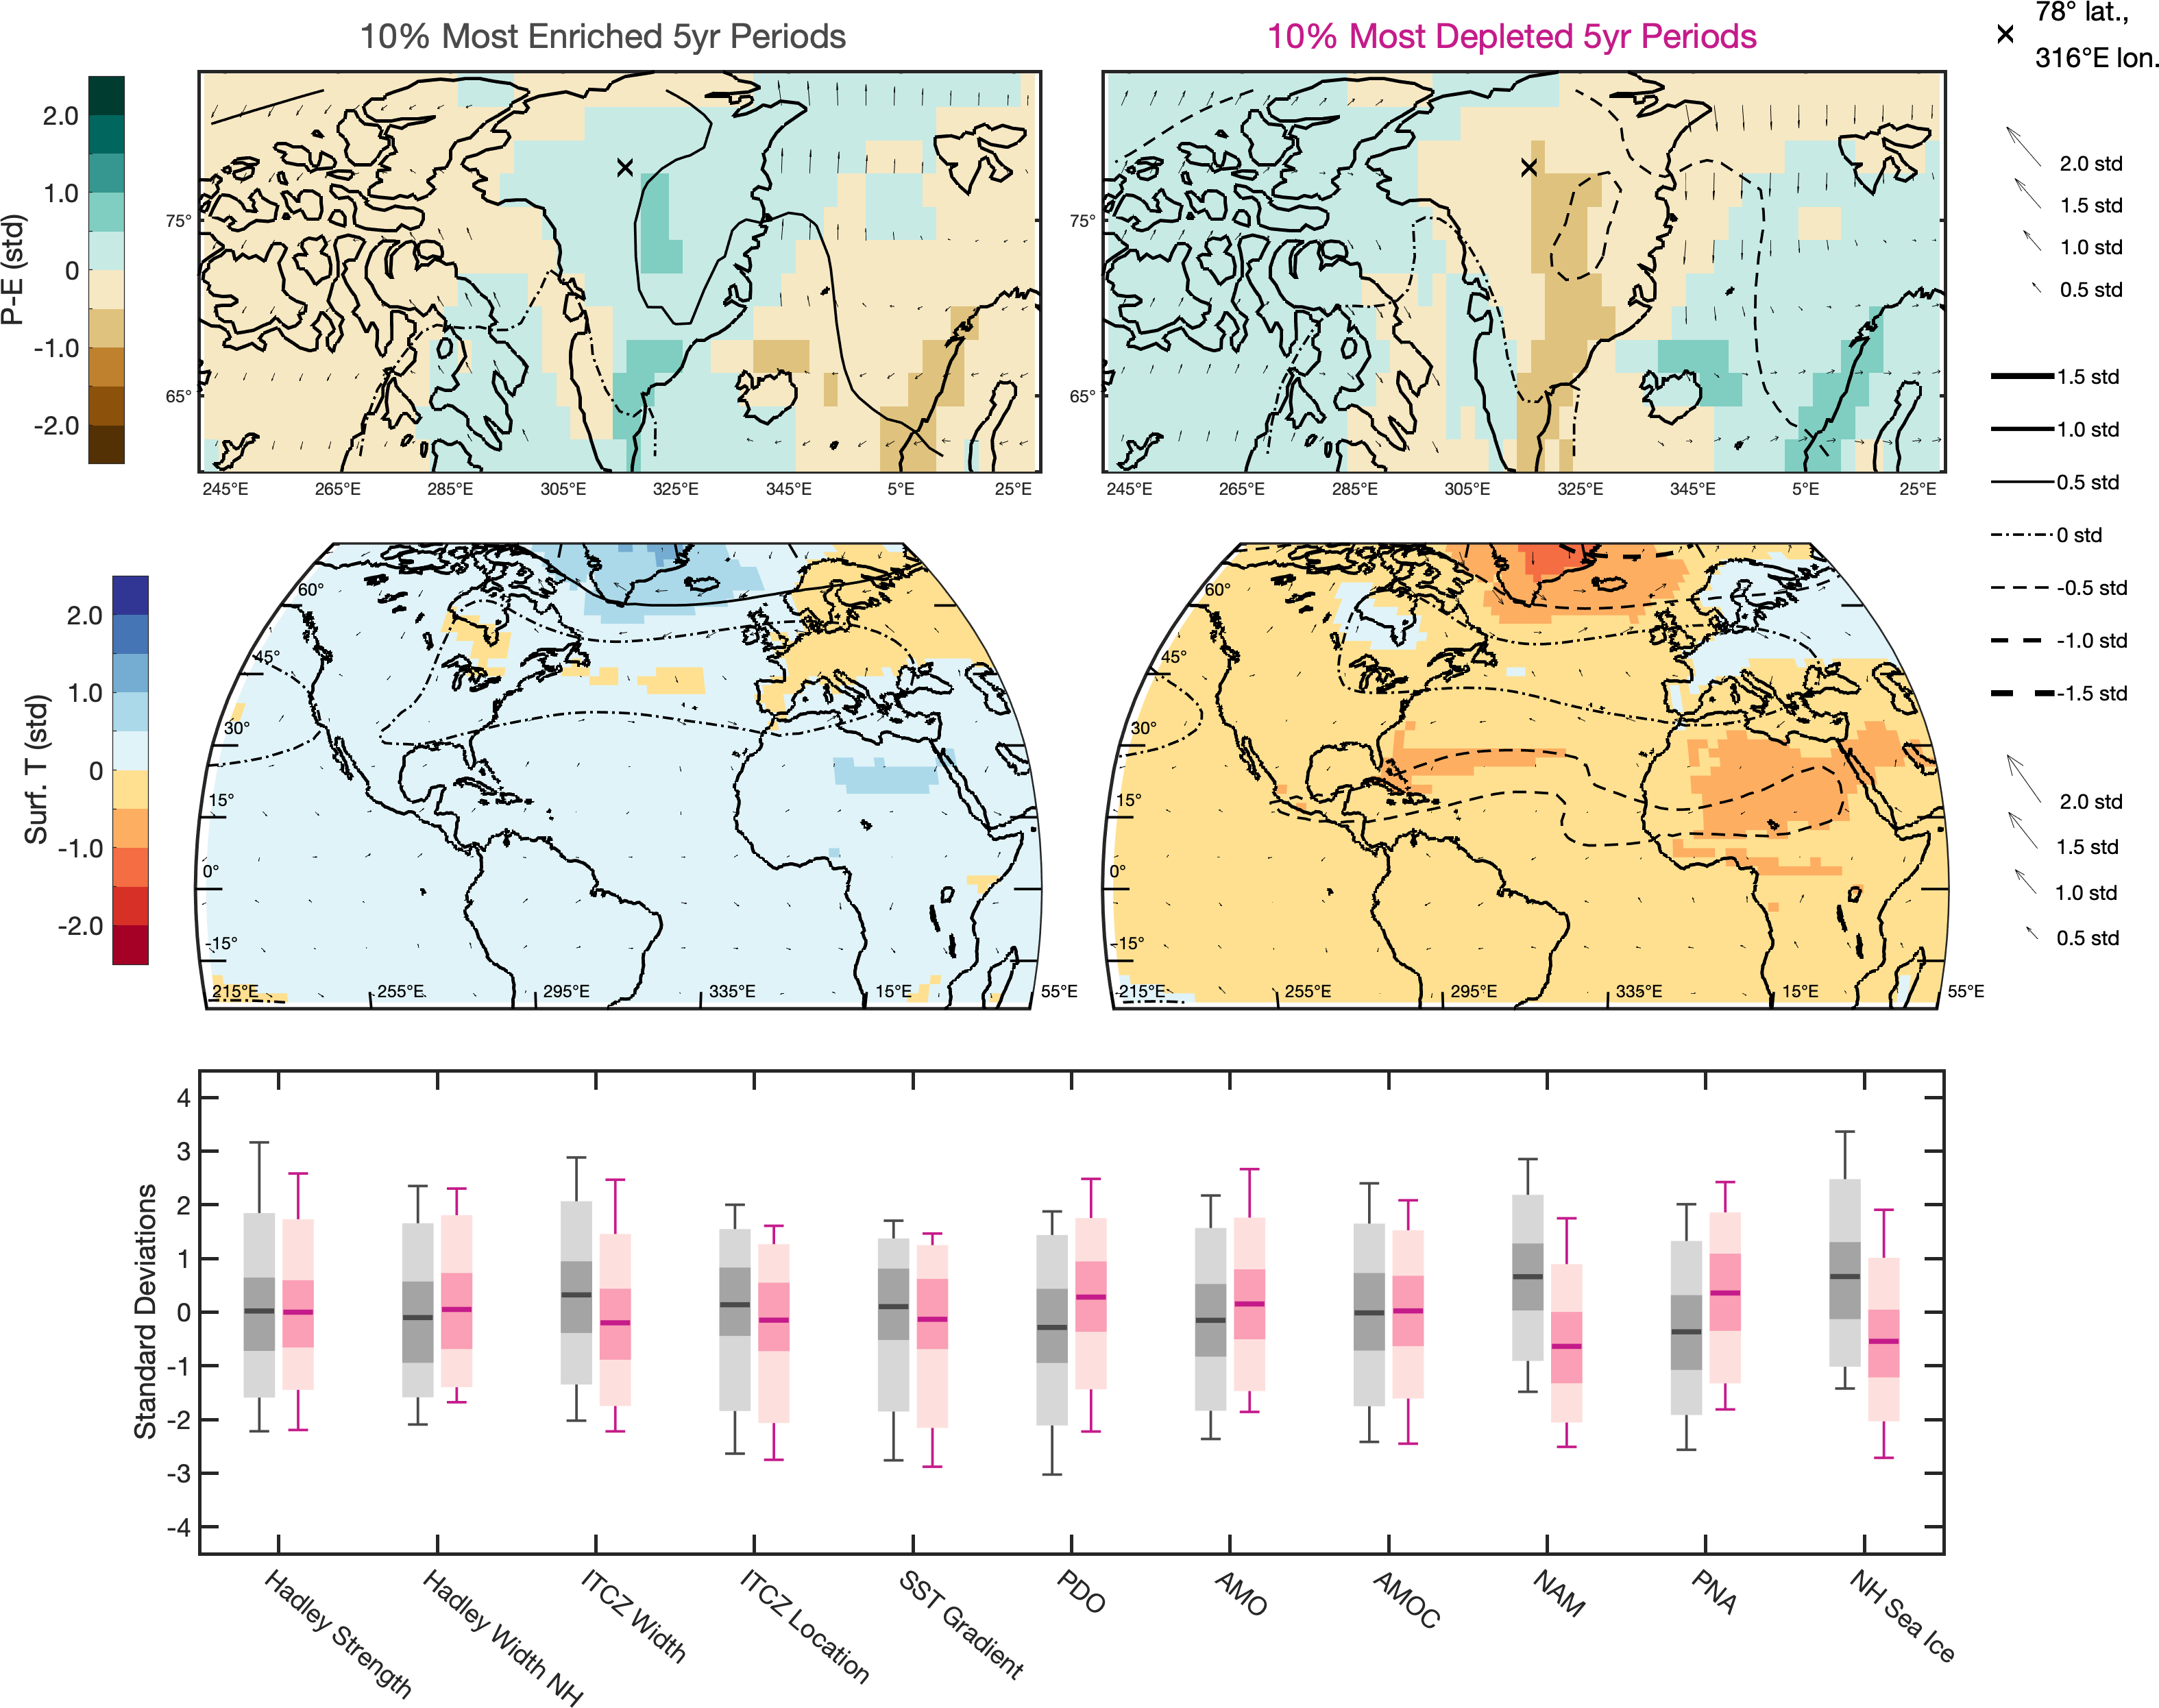 10% Most Enriched 5yr Periods
10% Most Depleted 5yr Periods
78° lat.,
316°E lon.
P-E (std)
2.0
1.0
0
-1.0
-2.0
75°
65°
245°E 265°E 285°E 305°E 325°E 345°E 5°E 25°E
75°
65°
245°E 265°E 285°E 305°E 325°E 345°E 5°E 25°E
2.0 std
1.5 std
1.0 std
0.5 std
1.5 std
1.0 std
0.5 std
0 std
-0.5 std
-1.0 std
-1.5 std
2.0 std
1.5 std
1.0 std
0.5 std
Surf. T (std)
2.0
1.0
0
-1.0
-2.0
60°
45°
30°
15°
0°
-15°
215°E 255°E 295°E 335°E 15°E 55°E
60°
45°
30°
15°
0°
-15°
215°E 255°E 295°E 335°E 15°E 55°E
Standard Deviations
4
3
2
1
0
-1
-2
-3
-4
Hadley Strength
Hadley Width NH
ITCZ Width
ITCZ Location
SST Gradient
PDO
AMO
AMOC
NAM
PNA
NH Sea Ice